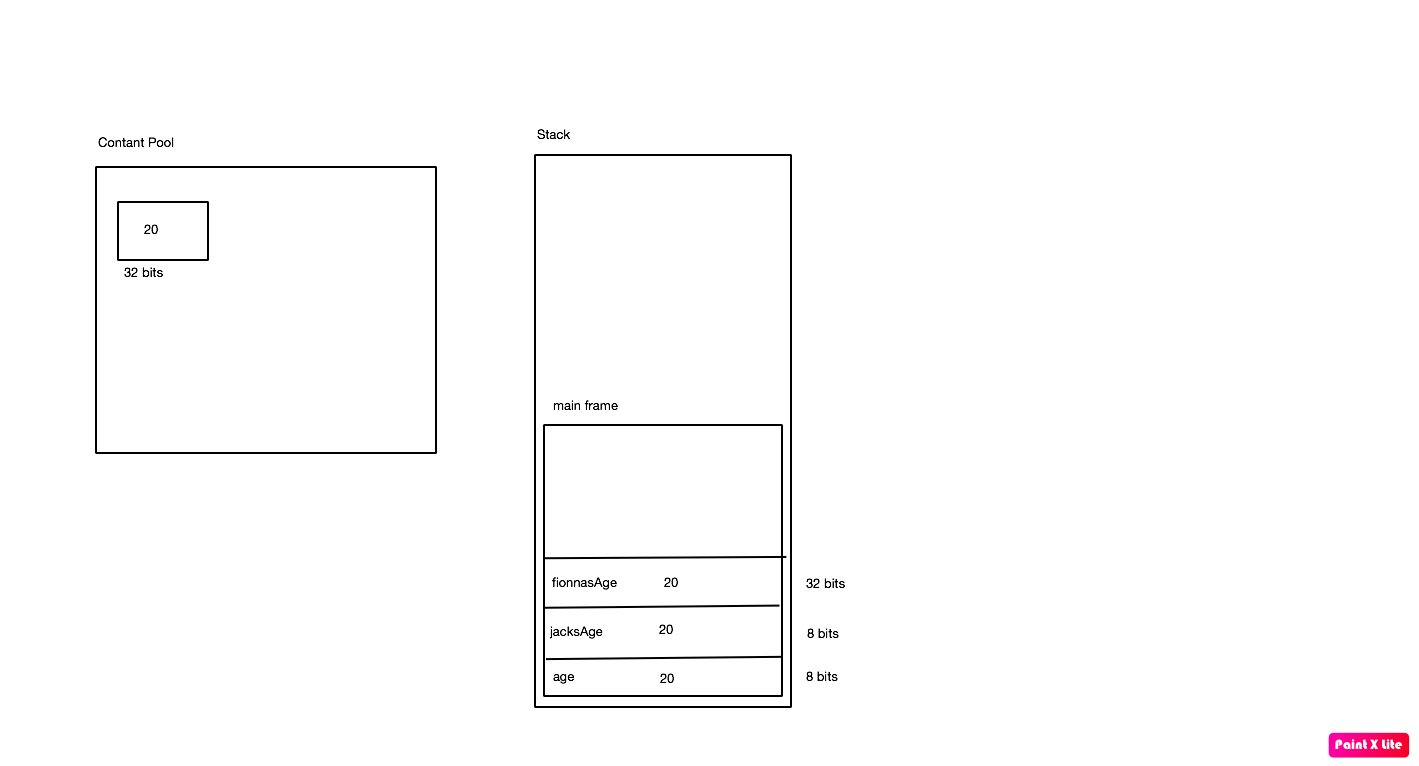 Contant Pool
20
32 bits
Stack
main frame
fionnasAge 20 32 bits
jacksAge 20 8 bits
age 20 8 bits
Paint X Lite